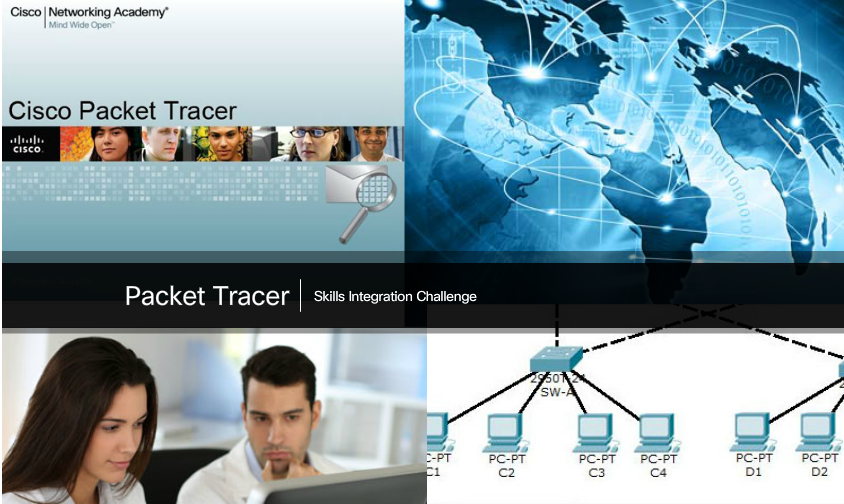 Cisco | Networking Academy®
Mind Wide Open™
Cisco Packet Tracer
CISCO
Packet Tracer | Skills Integration Challenge
2950T-24
SW-A
PC-PT
C1
PC-PT
C2
PC-PT
C3
PC-PT
C4
PC-PT
D1
PC-PT
D2